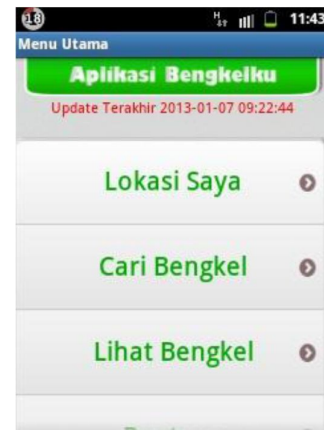 18 H 11:43
Menu Utama
Aplikasi Bengkelku
Update Terakhir 2013-01-07 09:22:44
Lokasi Saya
Cari Bengkel
Lihat Bengkel